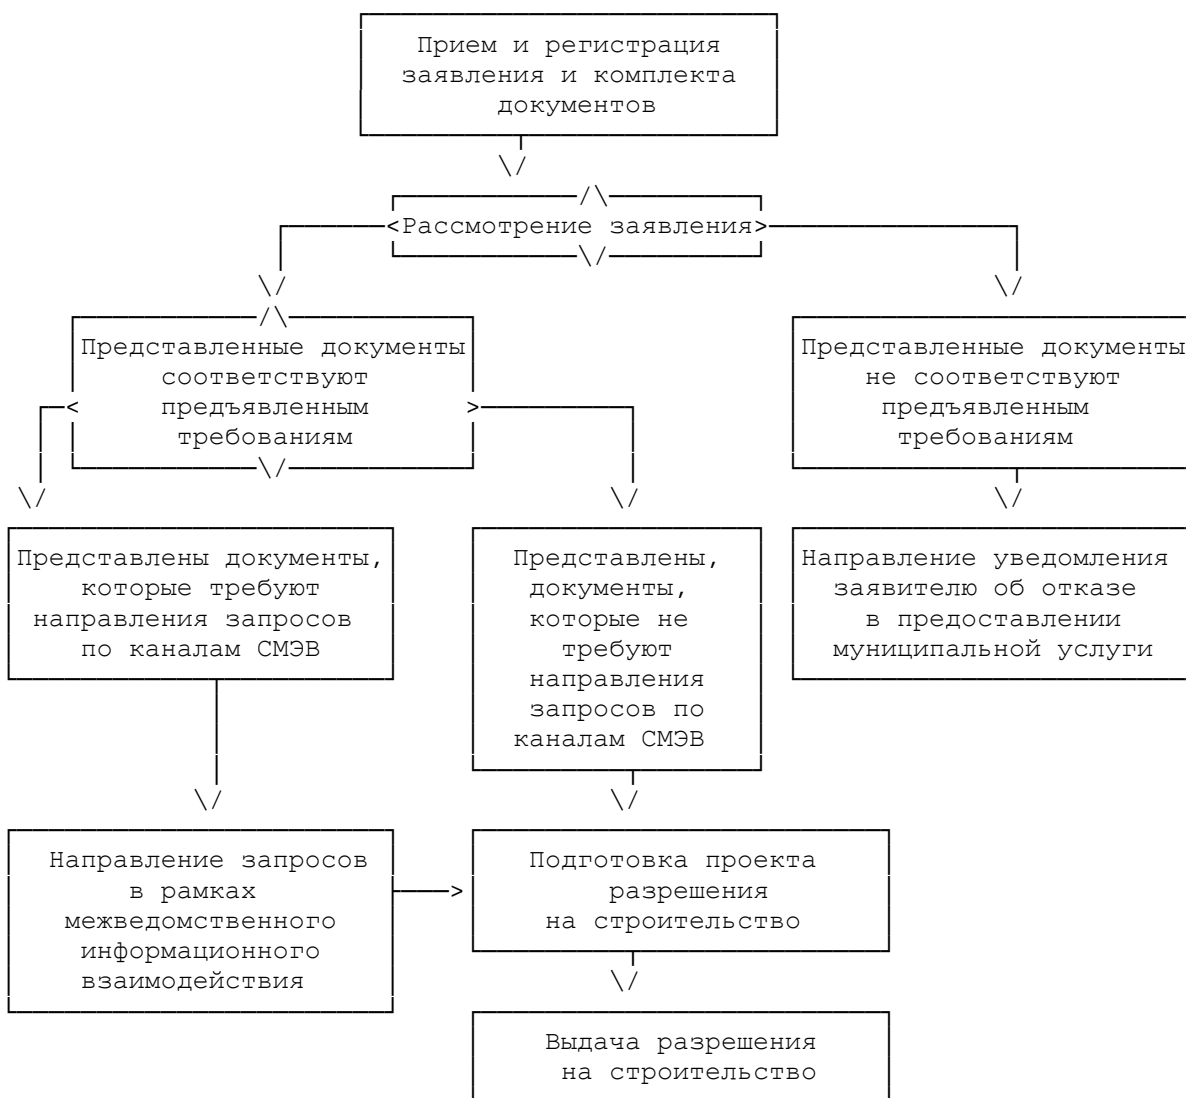 Прием и регистрация
заявления и комплекта
документов
Рассмотрение заявления
Представленные документы
соответствуют
предъявленным
требованиям
Представленные документы
не соответствуют
предъявленным
требованиям
Представлены документы,
которые требуют
направления запросов
по каналам СМЭВ
Представлены,
документы,
которые не
требуют
направления
запросов по
каналам СМЭВ
Направление уведомления
заявителю об отказе
в предоставлении
муниципальной услуги
Направление запросов
в рамках
межведомственного
информационного
взаимодействия
Подготовка проекта
разрешения
на строительство
Выдача разрешения
на строительство